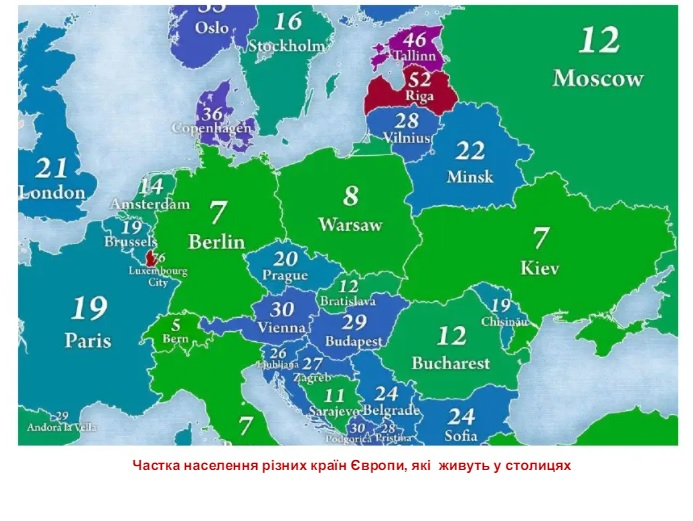 33
Oslo
16
Stockholm
46
Tallinn
52
Riga
12
Moscow
36
Copenhagen
28
Vilnius
22
Minsk
21
London
14
Amsterdam
7
Berlin
8
Warsaw
19
Brussels
76
Luxembourg
City
20
Prague
7
Kiev
12
Bratislava
19
Chisinau
19
Paris
5
Bern
30
Vienna
29
Budapest
12
Bucharest
26
Ljubljana
27
Zagreb
11
Sarajevo
24
Belgrade
24
Sofia
29
Andorra la Vella
7
30
Podgorica
28
Pristina
Частка населення різних країн Європи, які живуть у столицях